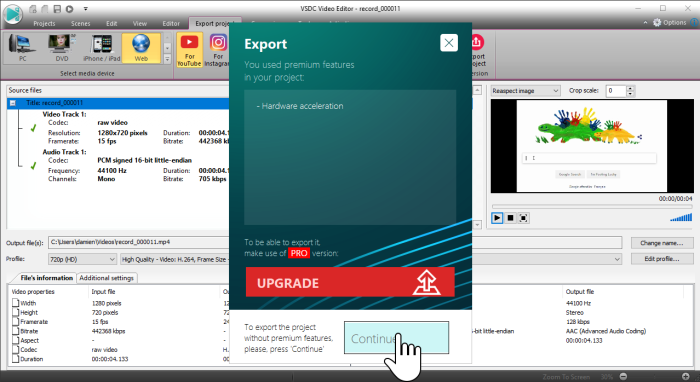 VSDC Video Editor - record_000011
Projects Scenes Edit View Editor Export project
Options
PC DVD iPhone / iPad Web
For YouTube
For Instagram
Select media device
Source files
Title: record_000011
Video Track 1:
Codec: raw video
Resolution: 1280x720 pixels Duration: 00:00:04.1
Framerate: 15 fps Bitrate: 442368 kb
Audio Track 1:
Codec: PCM signed 16-bit little-endian
Frequency: 44100 Hz Duration: 00:00:04.1
Channels: Mono Bitrate: 705 kbps
Export
You used premium features
in your project:
- Hardware acceleration
To be able to export it,
make use of PRO version:
UPGRADE
To export the project
without premium features,
please, press 'Continue'
Continue
Reaspect image Crop scale: 0
Google Search I'm Feeling Lucky
00:00/00:04
Output file(s): C:\Users\damien\Videos\record_000011.mp4
Change name...
Profile: 720p (HD) High Quality - Video: H.264, Frame Size -
Edit profile...
File's information Additional settings
Video properties Input file Output file
Width 1280 pixels
Height 720 pixels
Framerate 15 fps
Bitrate 442368 kbps
Aspect -
Codec raw video
Duration 00:00:04.133
44100 Hz
Stereo
128 kbps
bit little-endian AAC (Advanced Audio Coding)
00:00:04.133
Zoom To Screen